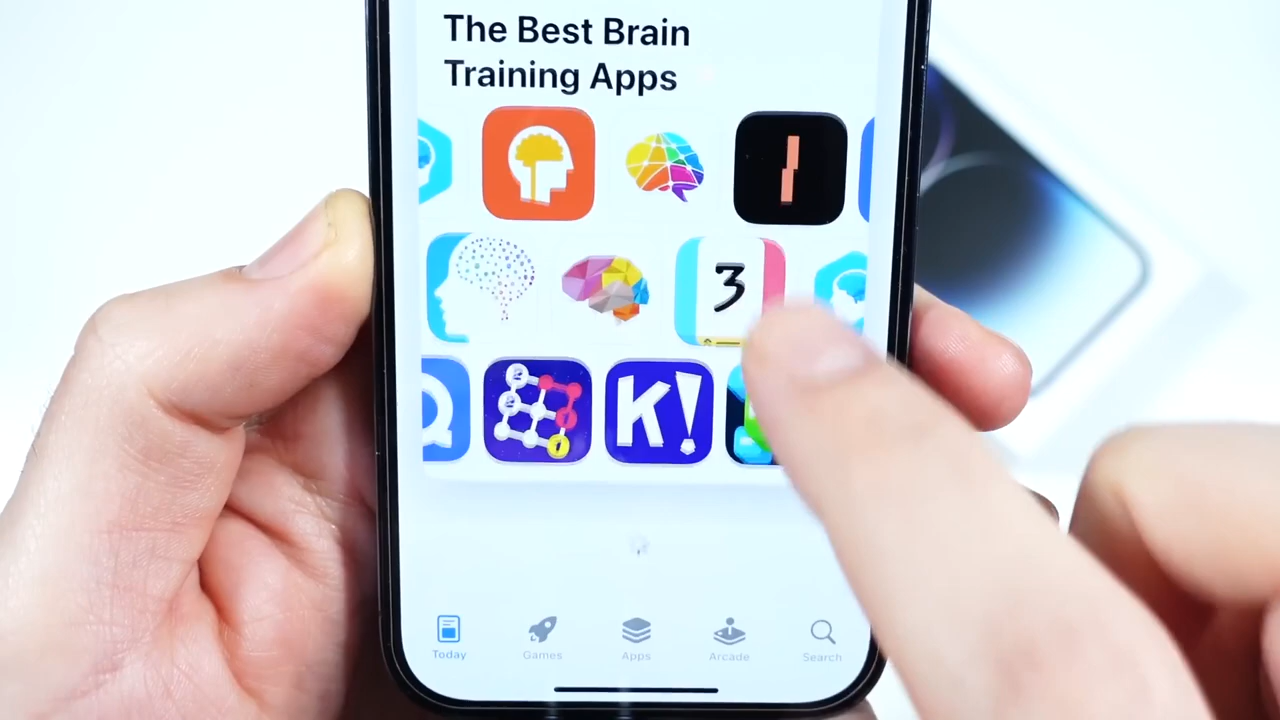 The Best Brain
Training Apps
3
K!
Today
Games
Apps
Arcade
Search